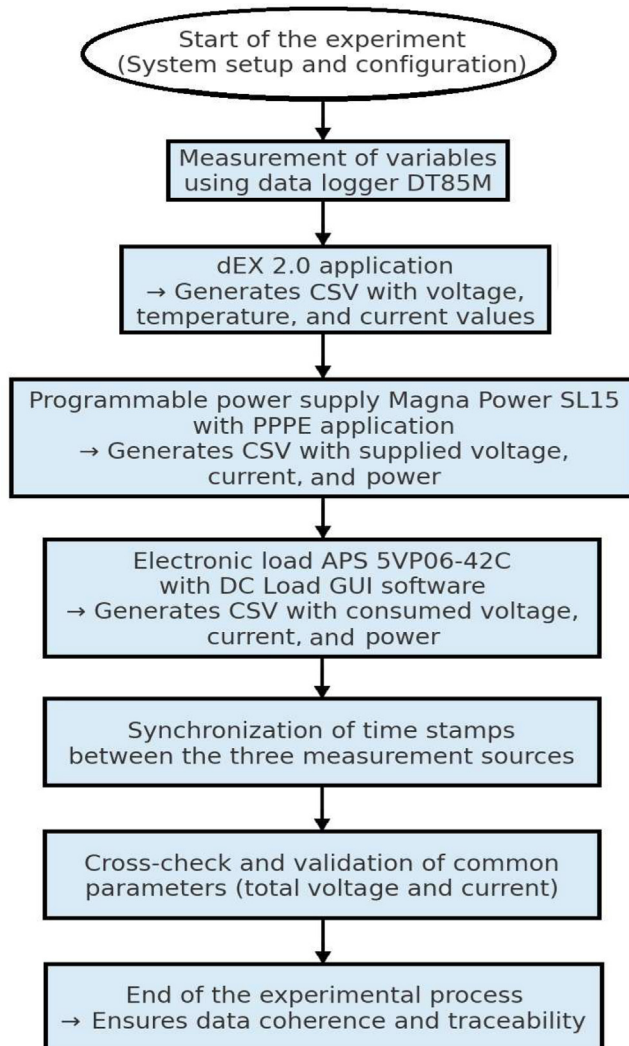 Start of the experiment
(System setup and configuration)
Measurement of variables
using data logger DT85M
dEX 2.0 application
→ Generates CSV with voltage,
temperature, and current values
Programmable power supply Magna Power SL15
with PPPE application
→ Generates CSV with supplied voltage,
current, and power
Electronic load APS 5VP06-42C
with DC Load GUI software
→ Generates CSV with consumed voltage,
current, and power
Synchronization of time stamps
between the three measurement sources
Cross-check and validation of common
parameters (total voltage and current)
End of the experimental process
→ Ensures data coherence and traceability